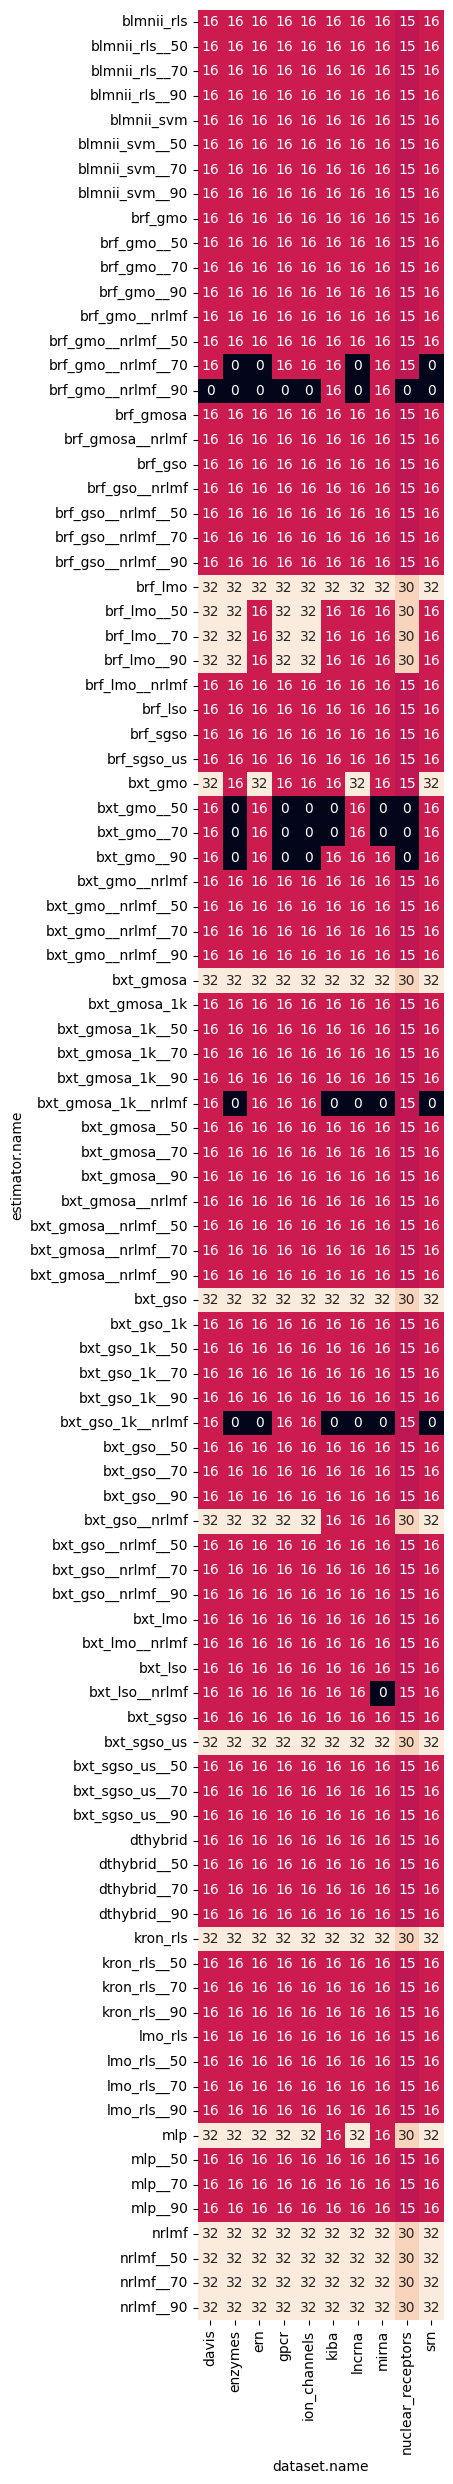 blmnii_rls 16 16 16 16 16 16 16 16 15 16
blmnii_rls__50 16 16 16 16 16 16 16 16 15 16
blmnii_rls__70 16 16 16 16 16 16 16 16 15 16
blmnii_rls__90 16 16 16 16 16 16 16 16 15 16
blmnii_svm 16 16 16 16 16 16 16 16 15 16
blmnii_svm__50 16 16 16 16 16 16 16 16 15 16
blmnii_svm__70 16 16 16 16 16 16 16 16 15 16
blmnii_svm__90 16 16 16 16 16 16 16 16 15 16
brf_gmo 16 16 16 16 16 16 16 16 15 16
brf_gmo__50 16 16 16 16 16 16 16 16 15 16
brf_gmo__70 16 16 16 16 16 16 16 16 15 16
brf_gmo__90 16 16 16 16 16 16 16 16 15 16
brf_gmo__nrlmf 16 16 16 16 16 16 16 16 15 16
brf_gmo__nrlmf__50 16 16 16 16 16 16 16 16 15 16
brf_gmo__nrlmf__70 16 0 0 16 16 16 0 16 15 0
brf_gmo__nrlmf__90 0 0 0 0 0 16 0 16 0 0
brf_gmosa 16 16 16 16 16 16 16 16 15 16
brf_gmosa__nrlmf 16 16 16 16 16 16 16 16 15 16
brf_gso 16 16 16 16 16 16 16 16 15 16
brf_gso__nrlmf 16 16 16 16 16 16 16 16 15 16
brf_gso__nrlmf__50 16 16 16 16 16 16 16 16 15 16
brf_gso__nrlmf__70 16 16 16 16 16 16 16 16 15 16
brf_gso__nrlmf__90 16 16 16 16 16 16 16 16 15 16
brf_lmo 32 32 32 32 32 32 32 32 30 32
brf_lmo__50 32 32 16 32 32 16 16 16 30 16
brf_lmo__70 32 32 16 32 32 16 16 16 30 16
brf_lmo__90 32 32 16 32 32 16 16 16 30 16
brf_lmo__nrlmf 16 16 16 16 16 16 16 16 15 16
brf_lso 16 16 16 16 16 16 16 16 15 16
brf_sgso 16 16 16 16 16 16 16 16 15 16
brf_sgso_us 16 16 16 16 16 16 16 16 15 16
bxt_gmo 32 16 32 16 16 16 32 16 15 32
bxt_gmo__50 16 0 16 0 0 0 16 0 0 16
bxt_gmo__70 16 0 16 0 0 0 16 0 0 16
bxt_gmo__90 16 0 16 0 0 16 16 16 0 16
bxt_gmo__nrlmf 16 16 16 16 16 16 16 16 15 16
bxt_gmo__nrlmf__50 16 16 16 16 16 16 16 16 15 16
bxt_gmo__nrlmf__70 16 16 16 16 16 16 16 16 15 16
bxt_gmo__nrlmf__90 16 16 16 16 16 16 16 16 15 16
bxt_gmosa 32 32 32 32 32 32 32 32 30 32
bxt_gmosa_1k 16 16 16 16 16 16 16 16 15 16
bxt_gmosa_1k__50 16 16 16 16 16 16 16 16 15 16
bxt_gmosa_1k__70 16 16 16 16 16 16 16 16 15 16
bxt_gmosa_1k__90 16 16 16 16 16 16 16 16 15 16
bxt_gmosa_1k__nrlmf 16 0 16 16 16 0 0 0 15 0
bxt_gmosa__50 16 16 16 16 16 16 16 16 15 16
bxt_gmosa__70 16 16 16 16 16 16 16 16 15 16
bxt_gmosa__90 16 16 16 16 16 16 16 16 15 16
bxt_gmosa__nrlmf 16 16 16 16 16 16 16 16 15 16
bxt_gmosa__nrlmf__50 16 16 16 16 16 16 16 16 15 16
bxt_gmosa__nrlmf__70 16 16 16 16 16 16 16 16 15 16
bxt_gmosa__nrlmf__90 16 16 16 16 16 16 16 16 15 16
bxt_gso 32 32 32 32 32 32 32 32 30 32
bxt_gso_1k 16 16 16 16 16 16 16 16 15 16
bxt_gso_1k__50 16 16 16 16 16 16 16 16 15 16
bxt_gso_1k__70 16 16 16 16 16 16 16 16 15 16
bxt_gso_1k__90 16 16 16 16 16 16 16 16 15 16
bxt_gso_1k__nrlmf 16 0 0 16 16 0 0 0 15 0
bxt_gso__50 16 16 16 16 16 16 16 16 15 16
bxt_gso__70 16 16 16 16 16 16 16 16 15 16
bxt_gso__90 16 16 16 16 16 16 16 16 15 16
bxt_gso__nrlmf 32 32 32 32 32 16 16 16 30 32
bxt_gso__nrlmf__50 16 16 16 16 16 16 16 16 15 16
bxt_gso__nrlmf__70 16 16 16 16 16 16 16 16 15 16
bxt_gso__nrlmf__90 16 16 16 16 16 16 16 16 15 16
bxt_lmo 16 16 16 16 16 16 16 16 15 16
bxt_lmo__nrlmf 16 16 16 16 16 16 16 16 15 16
bxt_lso 16 16 16 16 16 16 16 16 15 16
bxt_lso__nrlmf 16 16 16 16 16 16 16 0 15 16
bxt_sgso 16 16 16 16 16 16 16 16 15 16
bxt_sgso_us 32 32 32 32 32 32 32 32 30 32
bxt_sgso_us__50 16 16 16 16 16 16 16 16 15 16
bxt_sgso_us__70 16 16 16 16 16 16 16 16 15 16
bxt_sgso_us__90 16 16 16 16 16 16 16 16 15 16
dthybrid 16 16 16 16 16 16 16 16 15 16
dthybrid__50 16 16 16 16 16 16 16 16 15 16
dthybrid__70 16 16 16 16 16 16 16 16 15 16
dthybrid__90 16 16 16 16 16 16 16 16 15 16
kron_rls 32 32 32 32 32 32 32 32 30 32
kron_rls__50 16 16 16 16 16 16 16 16 15 16
kron_rls__70 16 16 16 16 16 16 16 16 15 16
kron_rls__90 16 16 16 16 16 16 16 16 15 16
lmo_rls 16 16 16 16 16 16 16 16 15 16
lmo_rls__50 16 16 16 16 16 16 16 16 15 16
lmo_rls__70 16 16 16 16 16 16 16 16 15 16
lmo_rls__90 16 16 16 16 16 16 16 16 15 16
mlp 32 32 32 32 32 16 32 16 30 32
mlp__50 16 16 16 16 16 16 16 16 15 16
mlp__70 16 16 16 16 16 16 16 16 15 16
mlp__90 16 16 16 16 16 16 16 16 15 16
nrlmf 32 32 32 32 32 32 32 32 30 32
nrlmf__50 32 32 32 32 32 32 32 32 30 32
nrlmf__70 32 32 32 32 32 32 32 32 30 32
nrlmf__90 32 32 32 32 32 32 32 32 30 32
estimator.name
davis
enzymes
ern
gpcr
ion_channels
kiba
lncrna
mirna
nuclear_receptors
srn
dataset.name